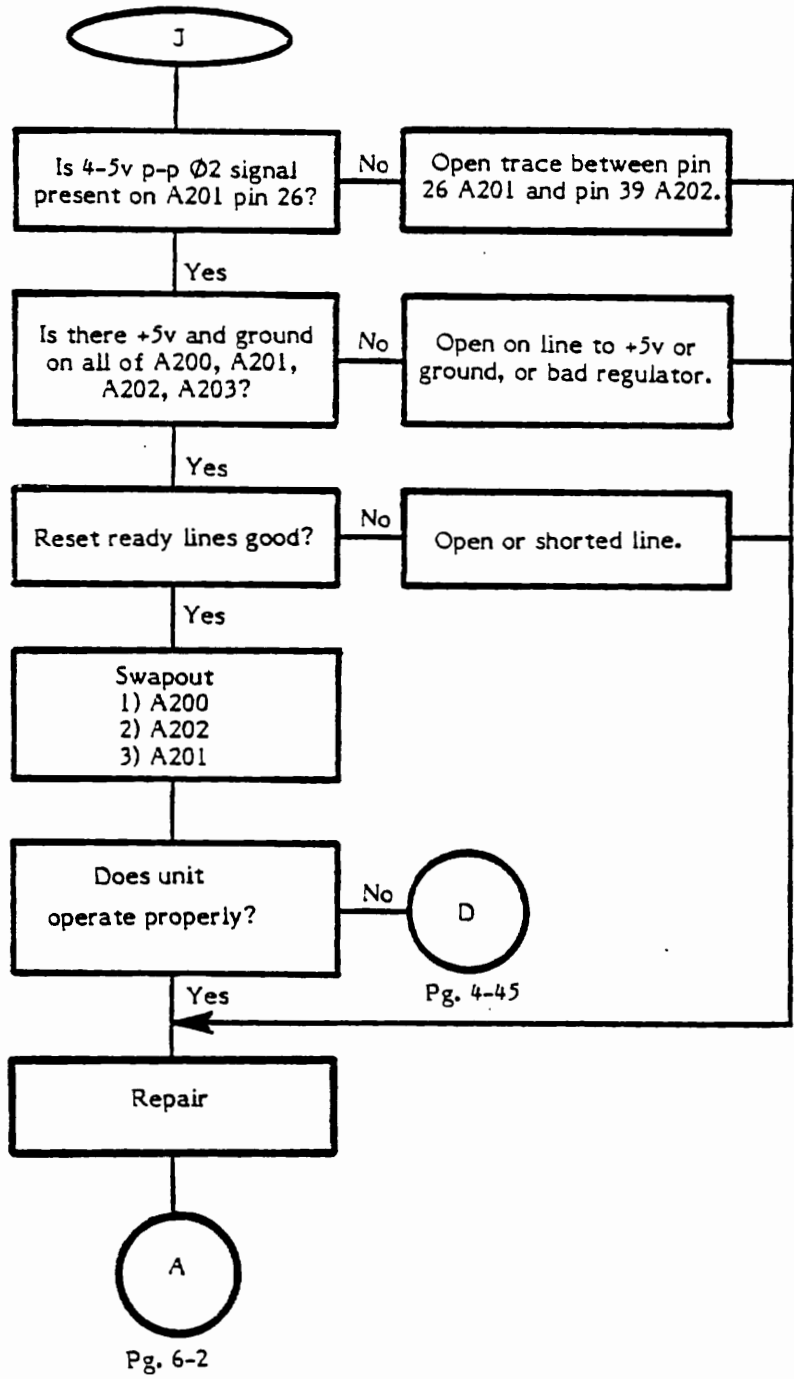 J
Is 4-5v p-p Ø2 signal
present on A201 pin 26?
No
Open trace between pin
26 A201 and pin 39 A202.
Yes
Is there +5v and ground
on all of A200, A201,
A202, A203?
No
Open on line to +5v or
ground, or bad regulator.
Yes
Reset ready lines good?
No
Open or shorted line.
Yes
Swapout
1) A200
2) A202
3) A201
Does unit
operate properly?
No
D
Pg. 4-45
Yes
Repair
A
Pg. 6-2